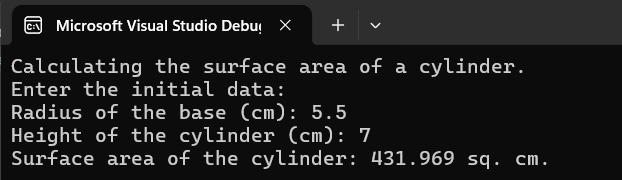 Microsoft Visual Studio Debu
Calculating the surface area of a cylinder.
Enter the initial data:
Radius of the base (cm): 5.5
Height of the cylinder (cm): 7
Surface area of the cylinder: 431.969 sq. cm.